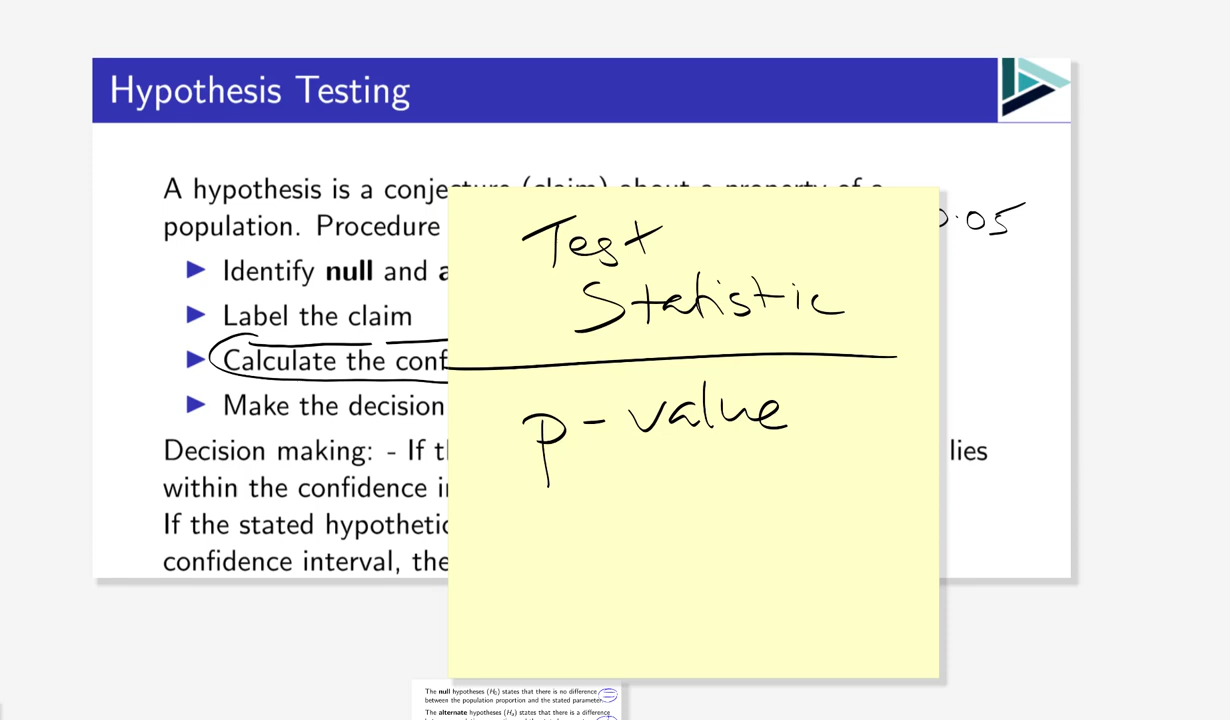 Hypothesis Testing
A hypothesis is a conjecture (claim) about a property of a
population. Procedure
Identify null and a
Label the claim
Calculate the conf
Make the decision
Decision making: - If th
lies
within the confidence in
If the stated hypothetic
confidence interval, the
0.05
Test
Statistic
p-value
The null hypotheses (H₀) states that there is no difference
between the population proportion and the stated parameter.
The alternate hypotheses (Hₐ) states that there is a difference